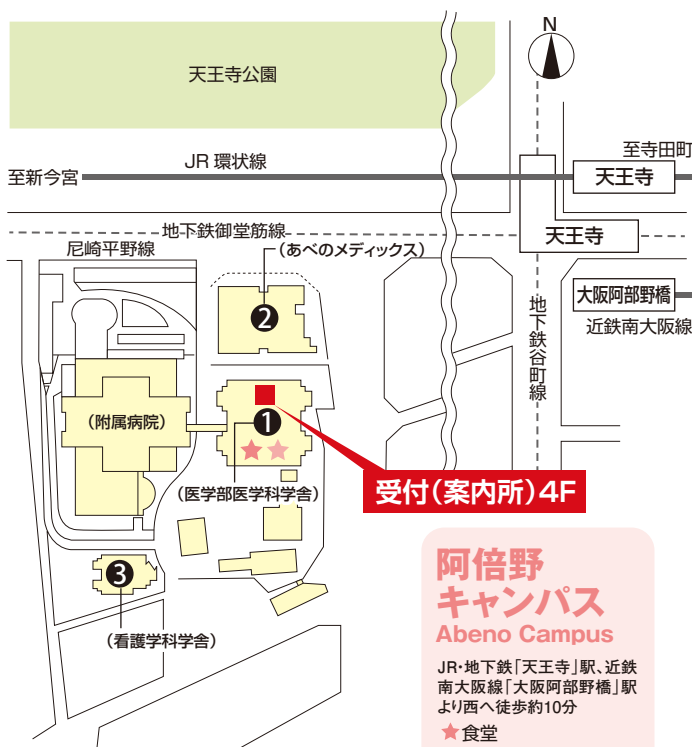 N
天王寺公園
至寺田町
JR 環状線
至新今宮
天王寺
地下鉄御堂筋線
天王寺
尼崎平野線
(あべのメディックス)
2
大阪阿部野橋
地下鉄谷町線
近鉄南大阪線
(附属病院)
1
受付(案内所)4F
(医学部医学科学舎)
3
(看護学科学舎)
阿倍野
キャンパス
Abeno Campus
JR・地下鉄「天王寺」駅、近鉄
南大阪線「大阪阿部野橋」駅
より西へ徒歩約10分
★食堂